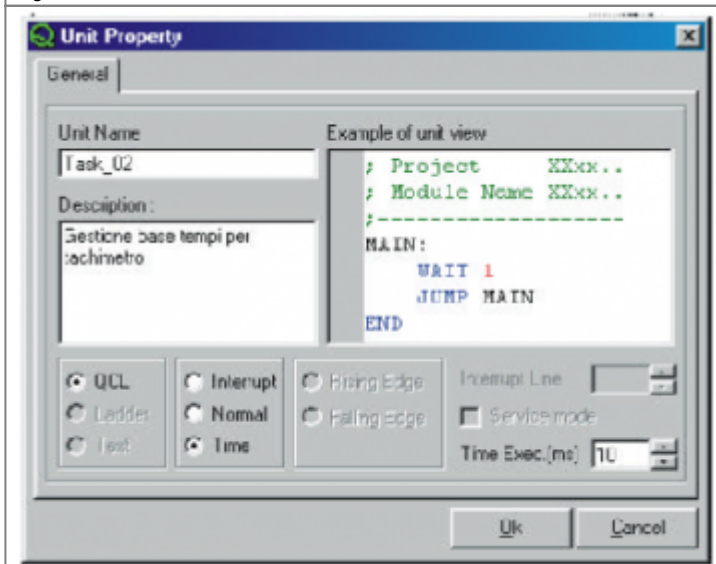 Unit Property
General
Unit Name
Task_02
Description :
Gestione base tempi per
tachimetro
Example of unit view
; Project XXxx..
; Module Name XXxx..
;--------------------
MAIN:
WAIT 1
JUMP MAIN
END
QCL
Ladder
Text
Interrupt
Normal
Time
Rising Edge
Falling Edge
Interrupt Line
Service mode
Time Exec.(ms) 10
Ok
Cancel